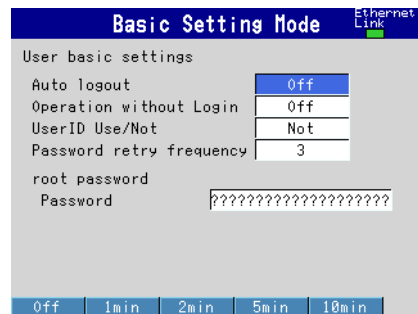 Basic Setting Mode
Ethernet
Link
User basic settings
Auto logout Off
Operation without Login Off
UserID Use/Not Not
Password retry frequency 3
root password
Password ????????????????????
Off 1min 2min 5min 10min